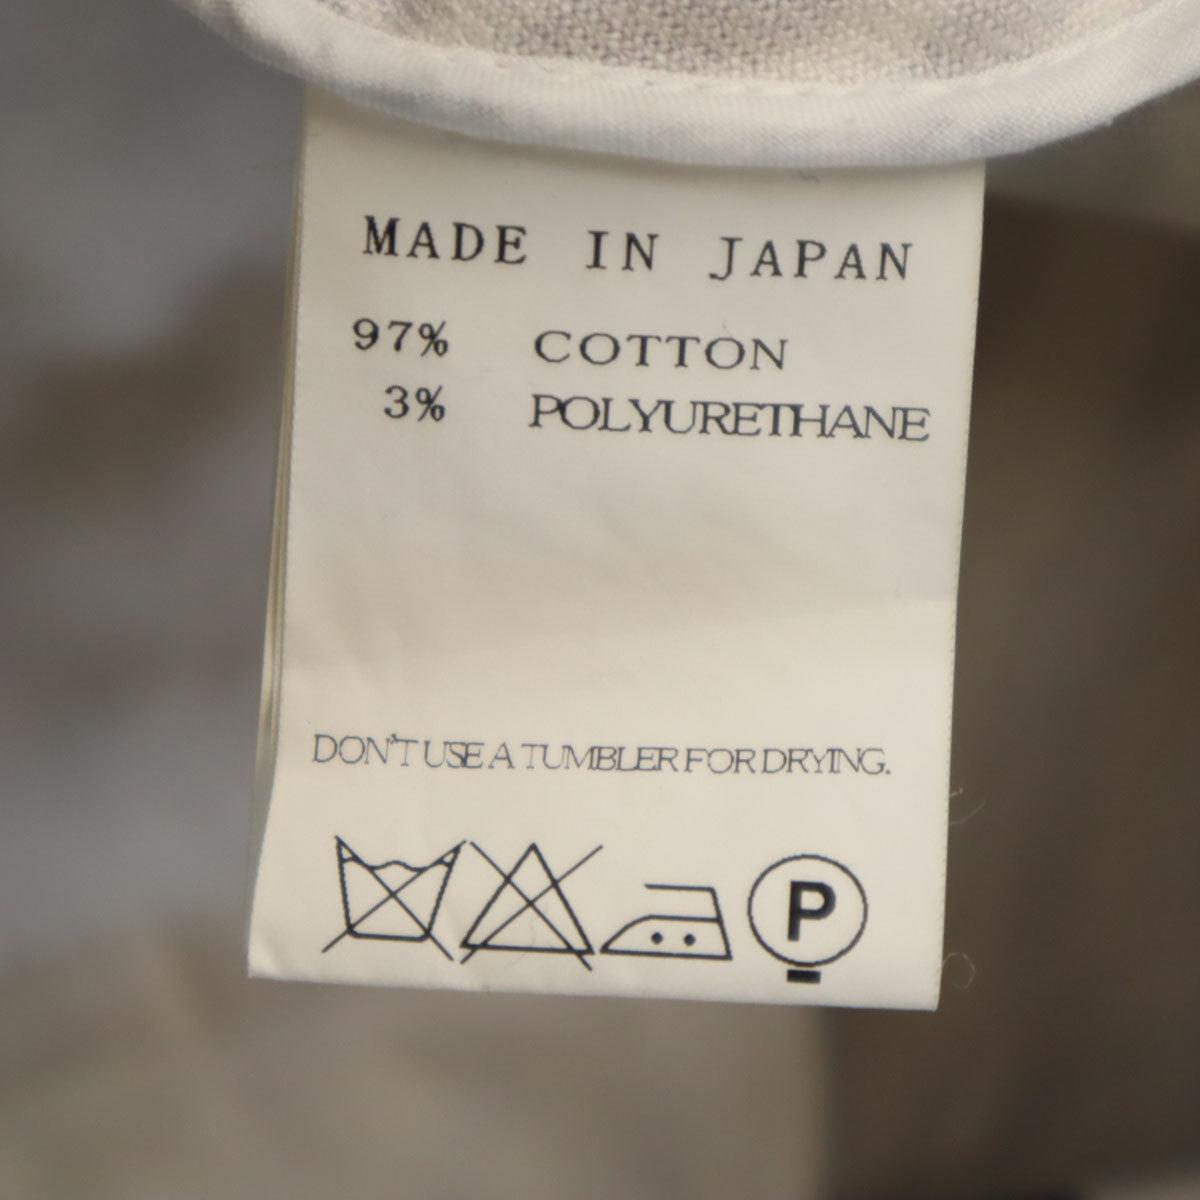 MADE IN JAPAN
97% COTTON
3% POLYURETHANE
DON'T USE A TUMBLER FOR DRYING.
P